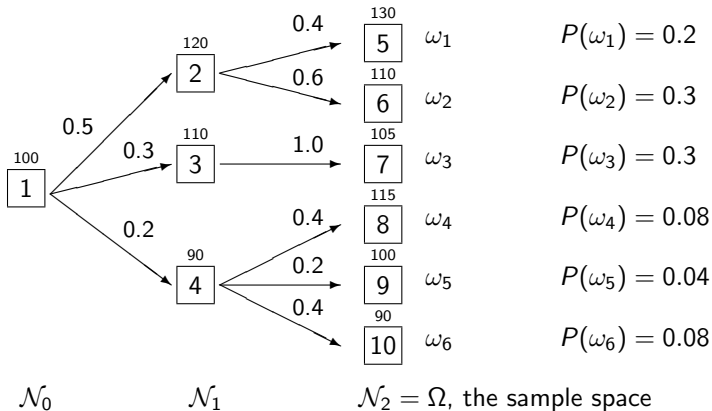 130
0.4 5 ω₁ P(ω₁) = 0.2
120
2
110
0.6 6 ω₂ P(ω₂) = 0.3
0.5
110 105
100 0.3 3 1.0 7 ω₃ P(ω₃) = 0.3
1
115
0.2 0.4 8 ω₄ P(ω₄) = 0.08
90 100
4 0.2 9 ω₅ P(ω₅) = 0.04
0.4 90
10 ω₆ P(ω₆) = 0.08
𝒩₀ 𝒩₁ 𝒩₂ = Ω, the sample space